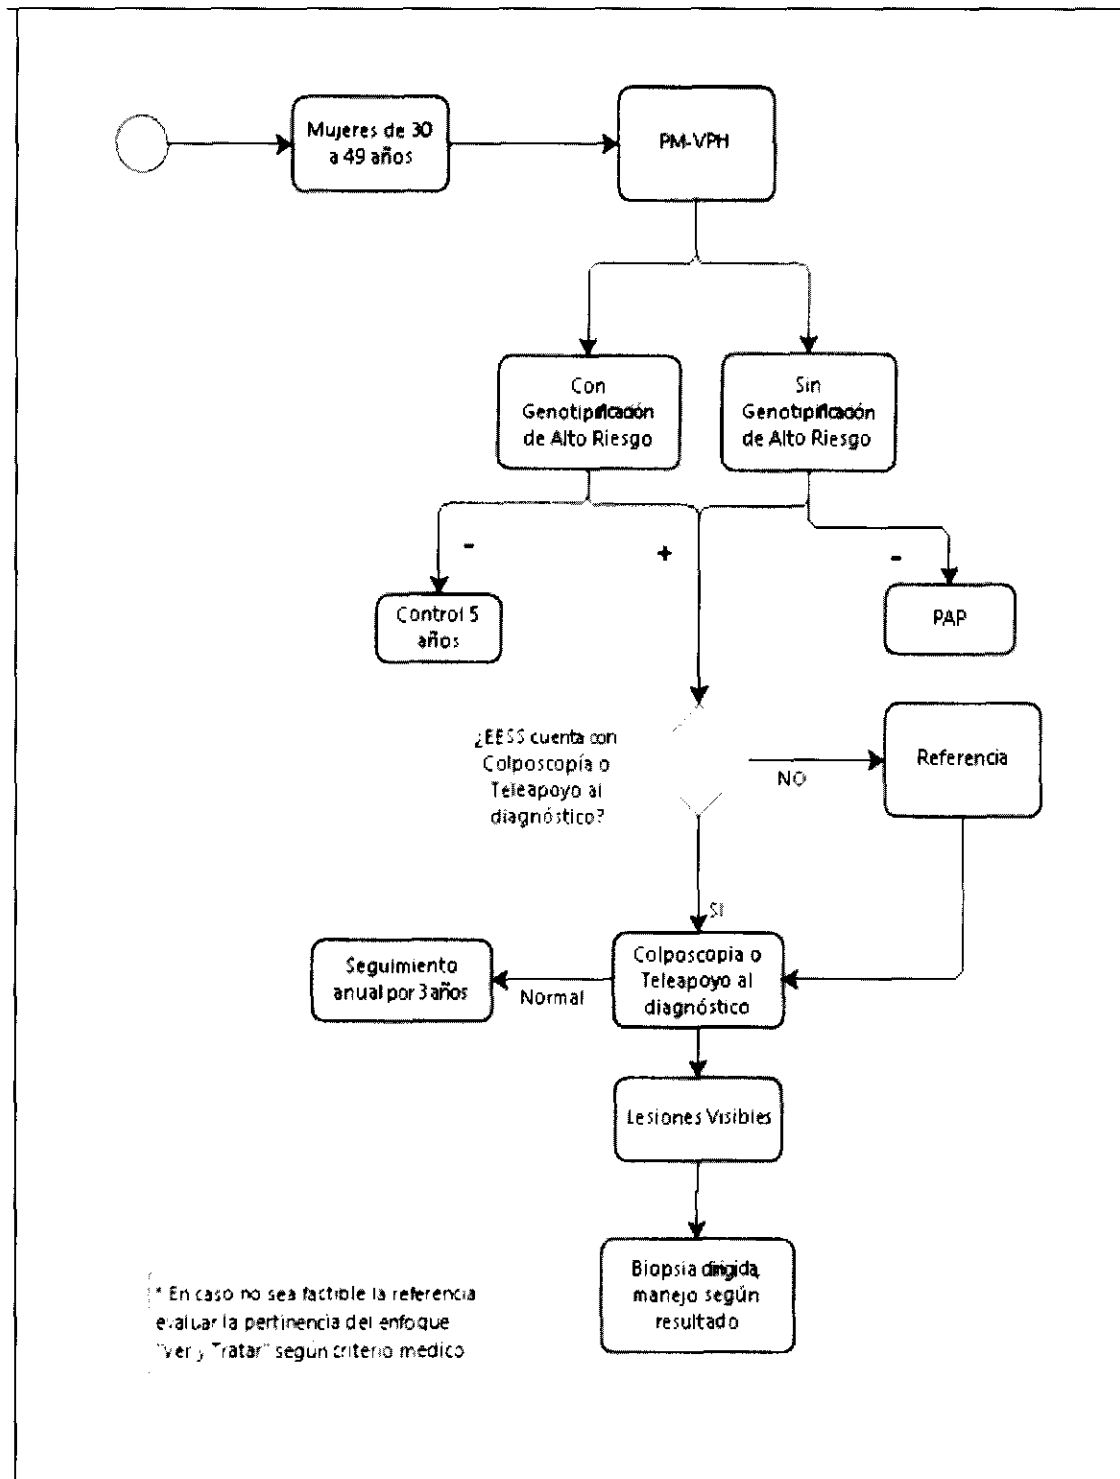 Mujeres de 30
a 49 años
PM-VPH
Con
Genotipificación
de Alto Riesgo
Sin
Genotipificación
de Alto Riesgo
-
+
-
Control 5
años
PAP
¿EESS cuenta con
Colposcopía o
Teleapoyo al
diagnóstico?
NO
Referencia
SI
Seguimiento
anual por 3 años
Normal
Colposcopia o
Teleapoyo al
diagnóstico
Lesiones Visibles
Biopsia dirigida,
manejo según
resultado
* En caso no sea factible la referencia
evaluar la pertinencia del enfoque
"Ver y Tratar" según criterio medico